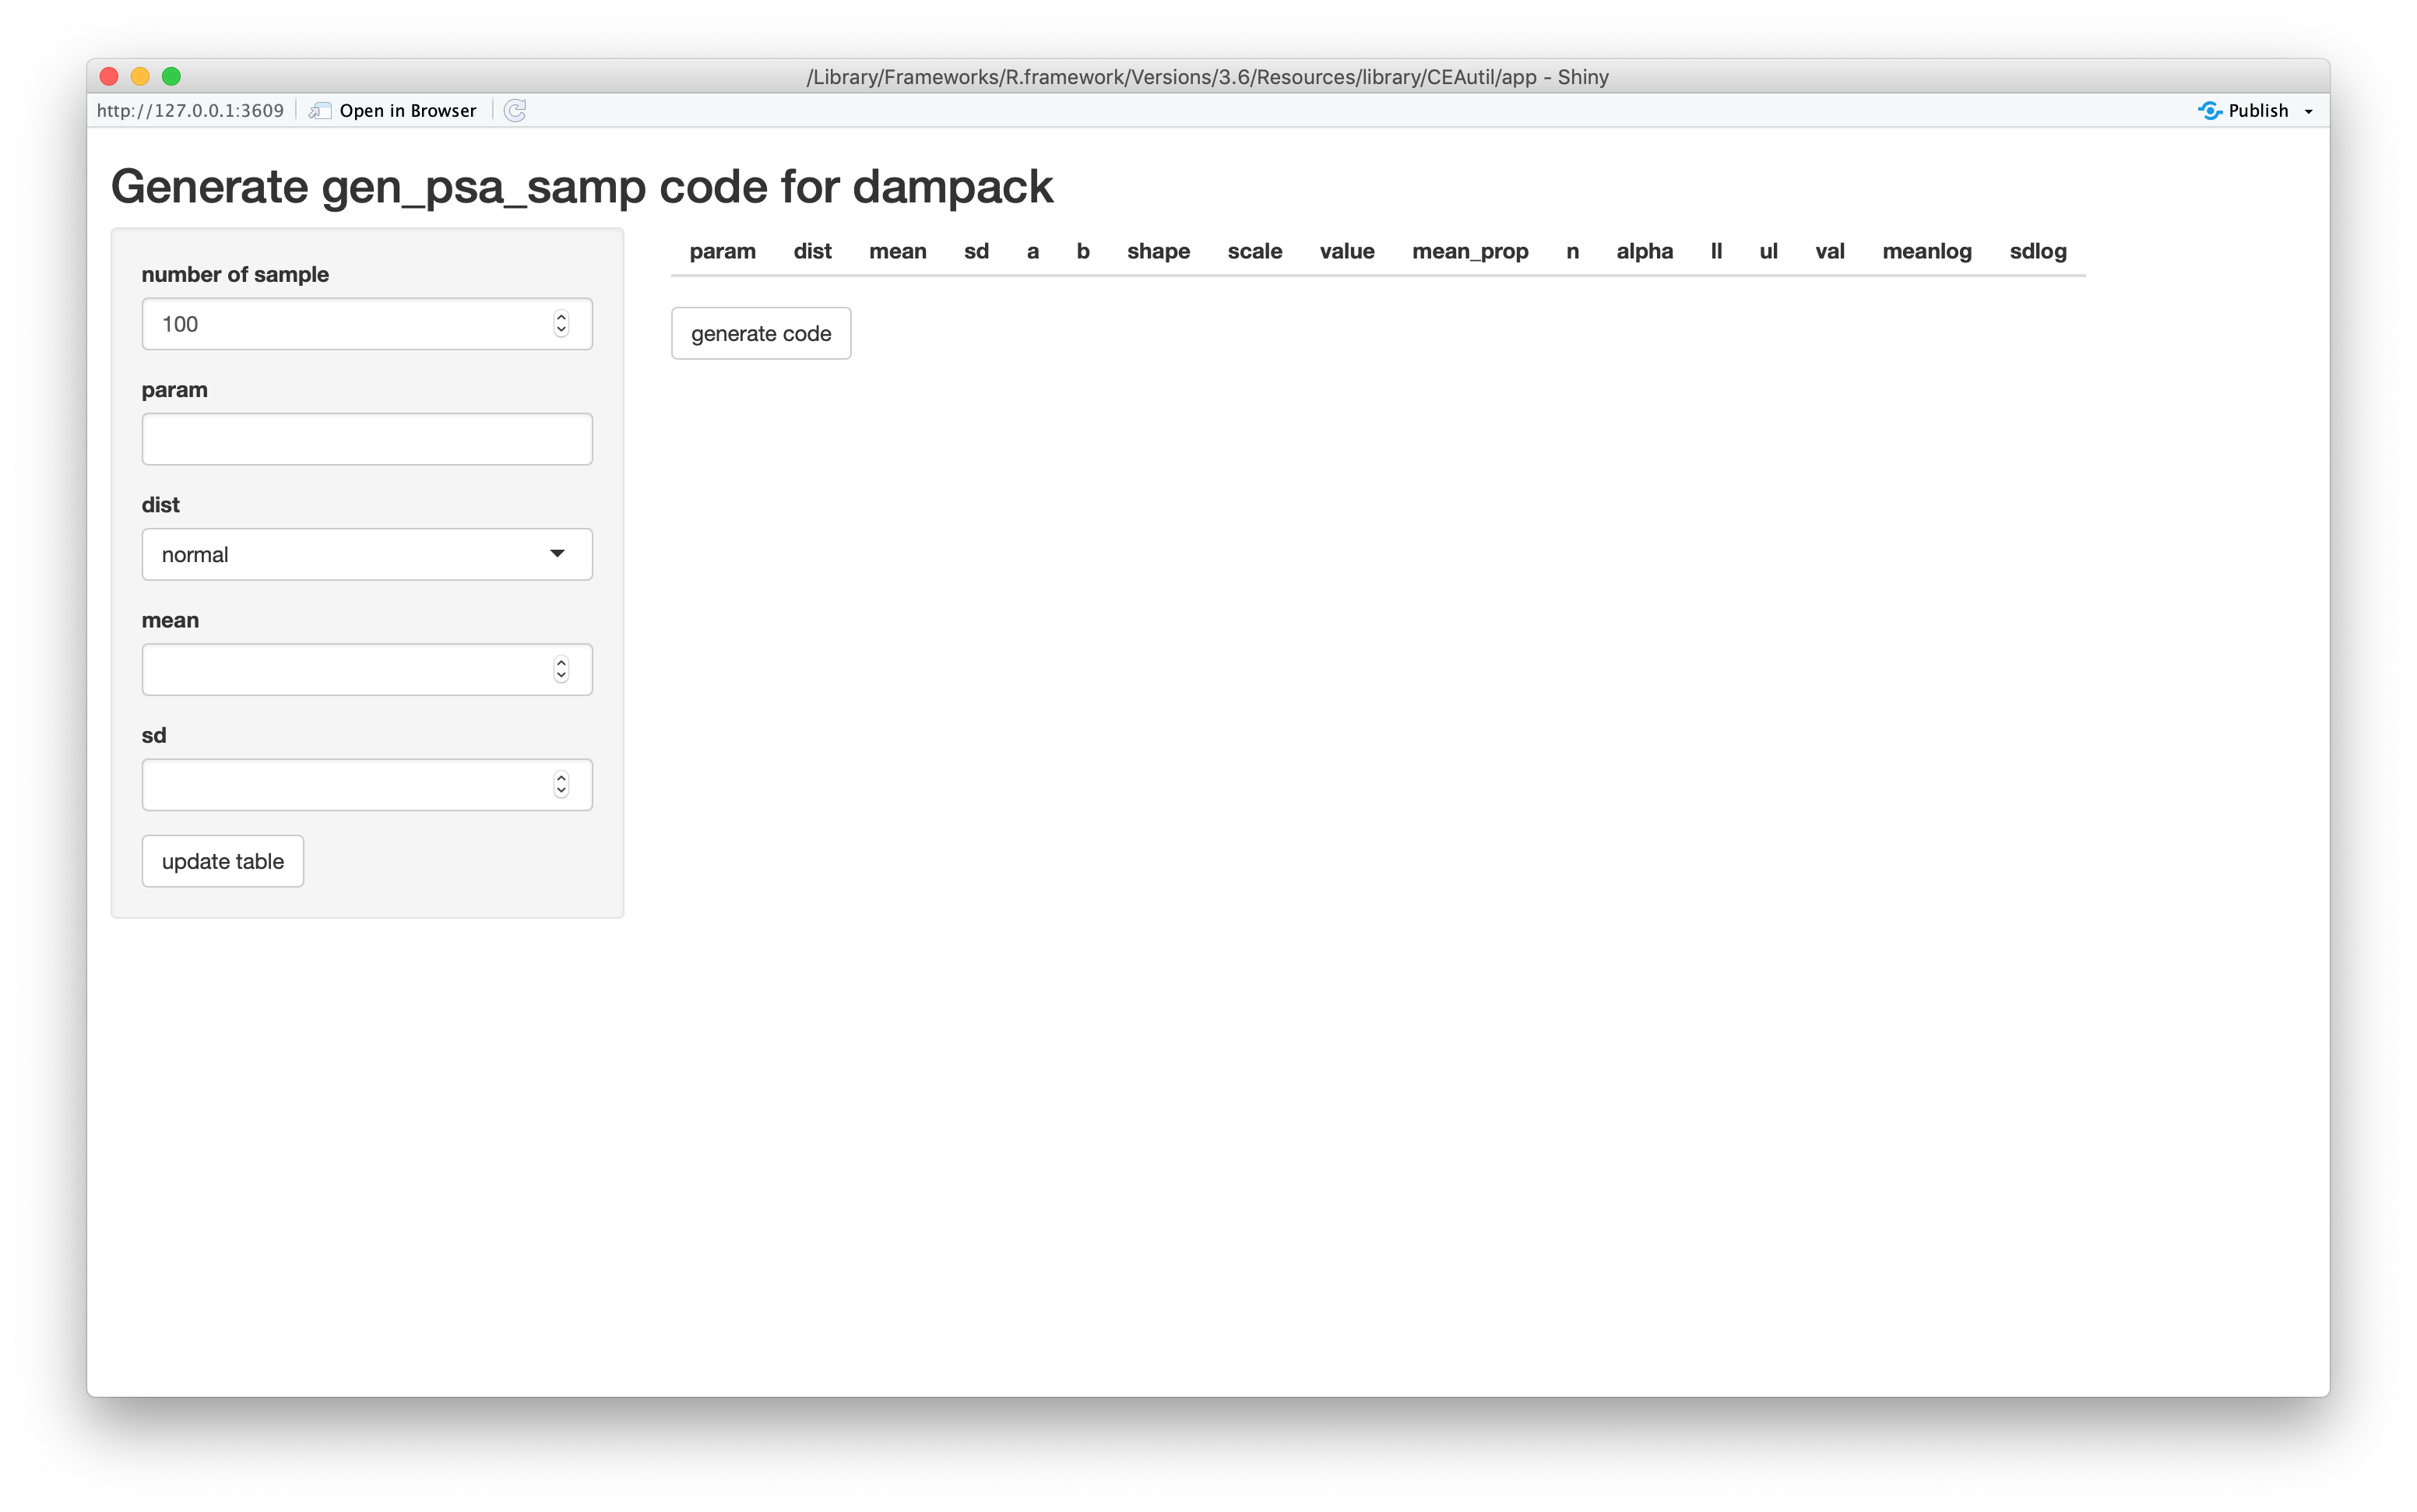 /Library/Frameworks/R.framework/Versions/3.6/Resources/library/CEAutil/app - Shiny
http://127.0.0.1:3609 Open in Browser Publish
Generate gen_psa_samp code for dampack
number of sample
100
param
dist
normal
mean
sd
update table
param dist mean sd a b shape scale value mean_prop n alpha ll ul val meanlog sdlog
generate code